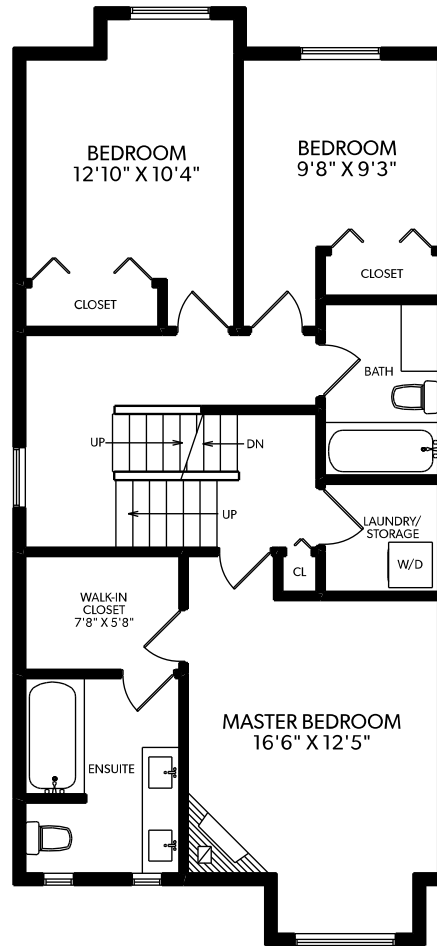 BEDROOM
12'10" X 10'4"
BEDROOM
9'8" X 9'3"
CLOSET
CLOSET
BATH
UP
DN
UP
LAUNDRY/
STORAGE
W/D
CL
WALK-IN
CLOSET
7'8" X 5'8"
MASTER BEDROOM
16'6" X 12'5"
ENSUITE